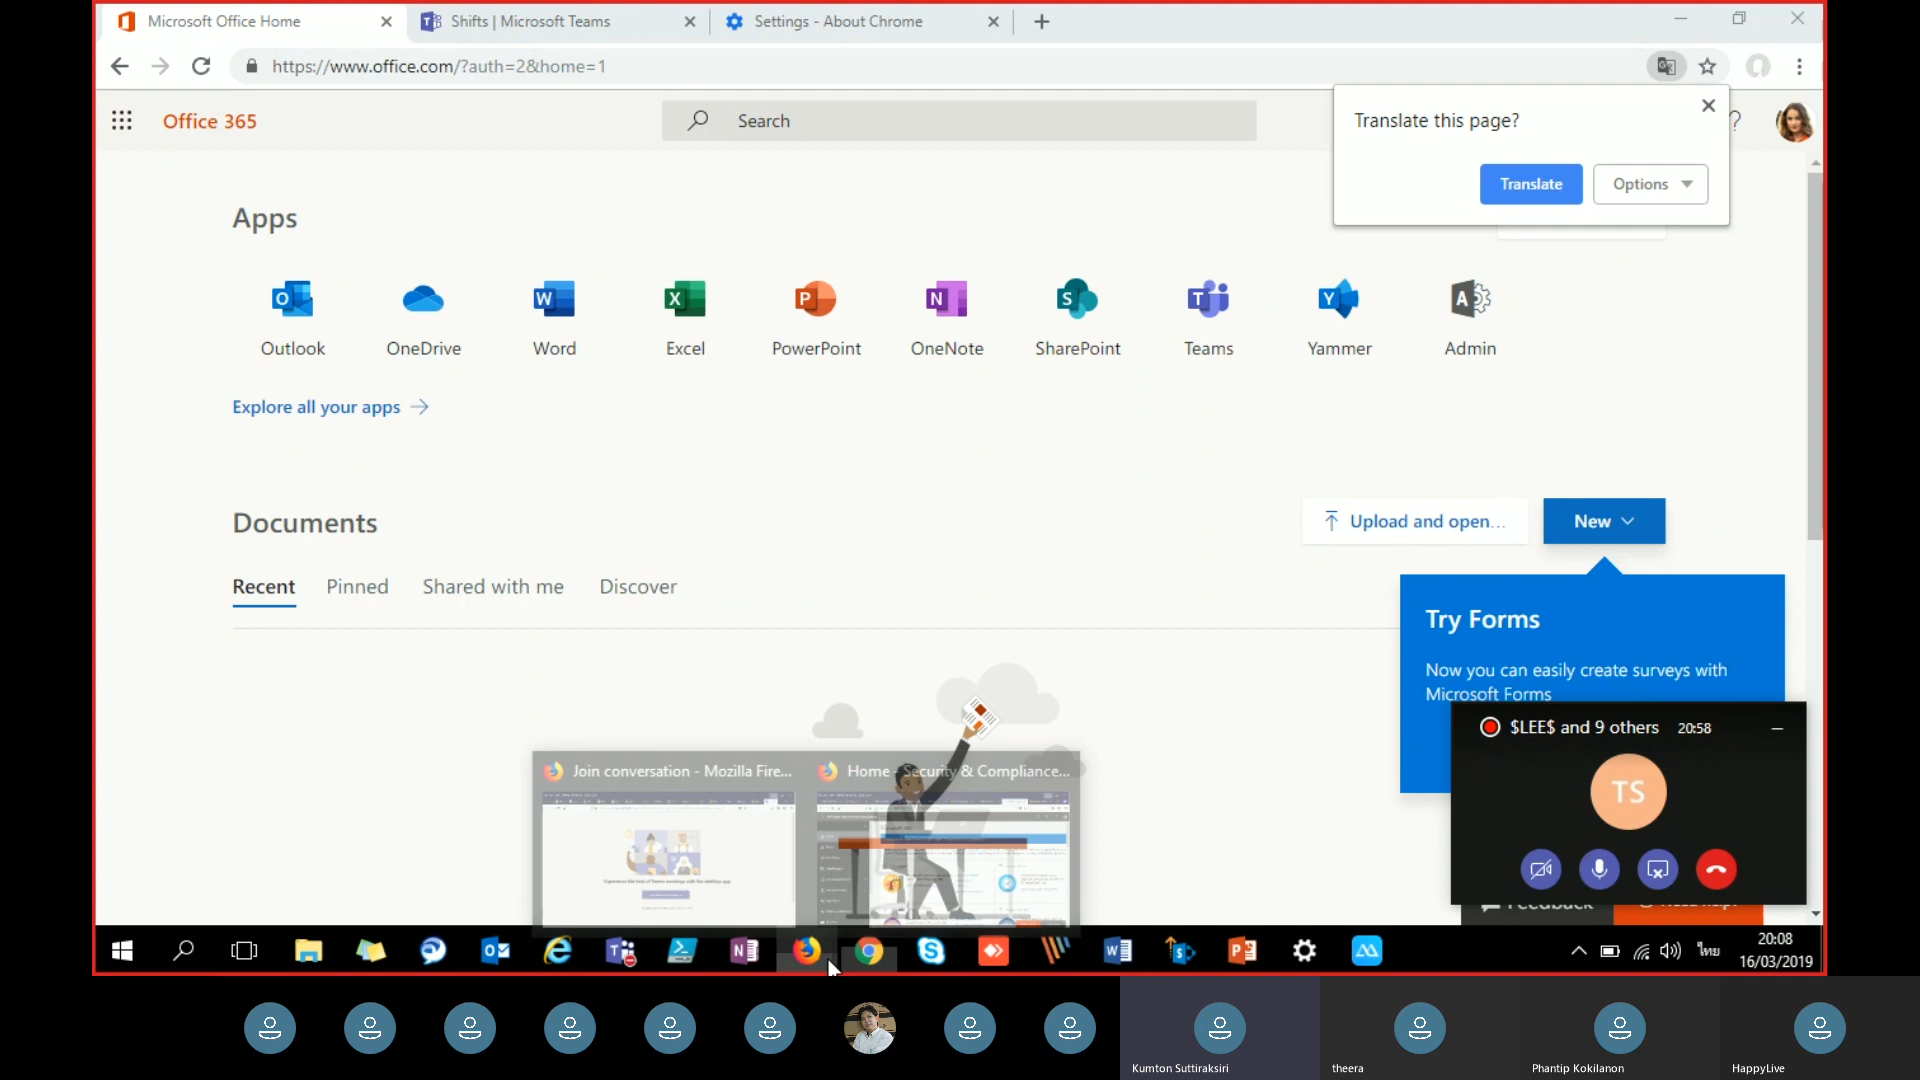 Microsoft Office Home
Shifts | Microsoft Teams
Settings - About Chrome
https://www.office.com/?auth=2&home=1
Office 365
Search
Translate this page?
Translate
Options
Apps
Outlook
OneDrive
Word
Excel
PowerPoint
OneNote
SharePoint
Teams
Yammer
Admin
Explore all your apps
Documents
Upload and open...
New
Recent
Pinned
Shared with me
Discover
Try Forms
Now you can easily create surveys with
Microsoft Forms
$LEE$ and 9 others 20:58
TS
Join conversation - Mozilla Fire...
Home - Security & Compliance...
Feedback
Need help?
ไทย
20:08
16/03/2019
Kumton Suttiraksiri
theera
Phantip Kokilanon
HappyLive